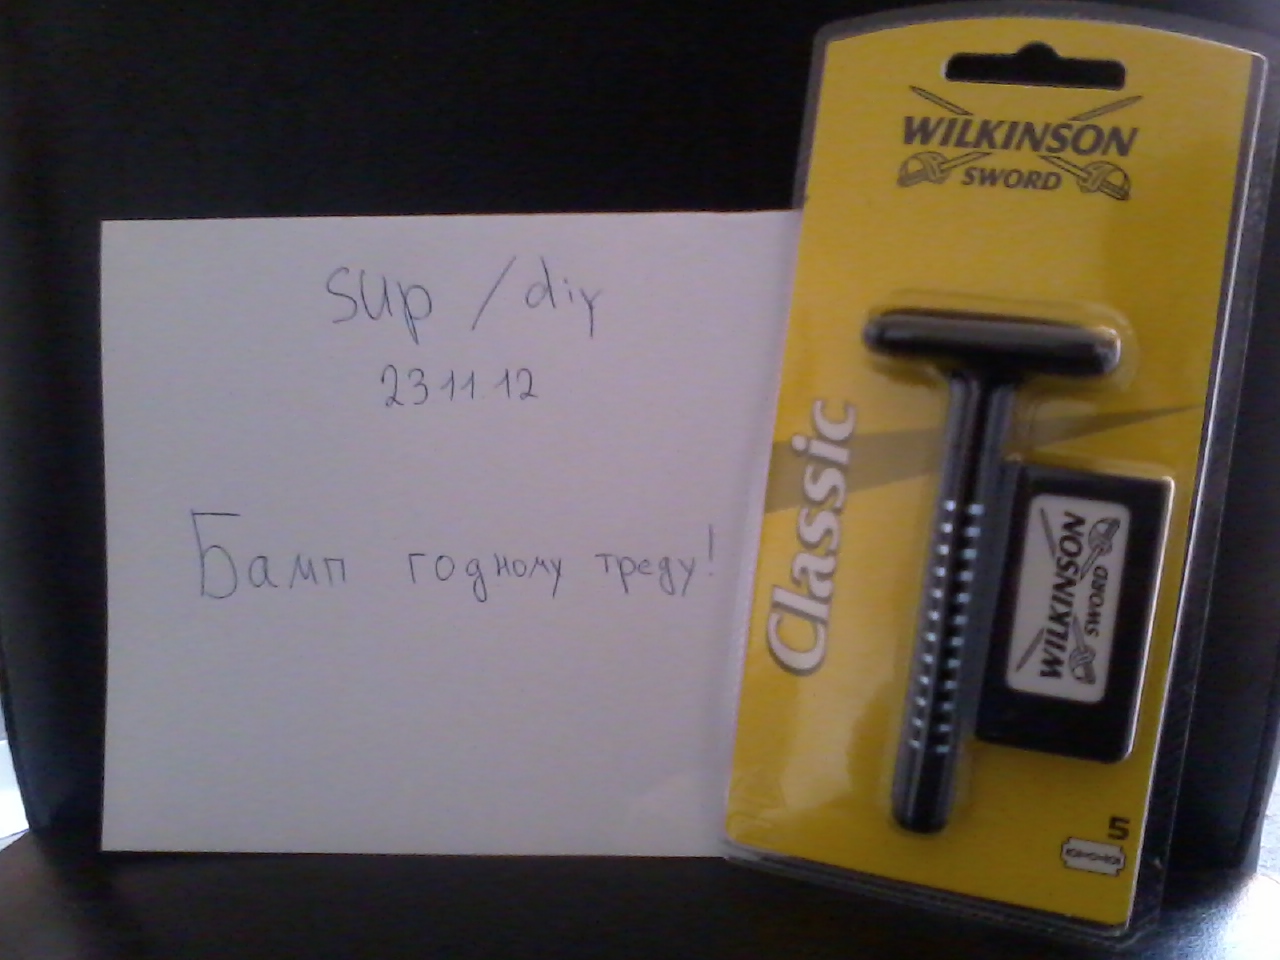 sup /diy
23.11.12
Бамп годному треду!
WILKINSON
SWORD
Classic
WILKINSON
SWORD
5